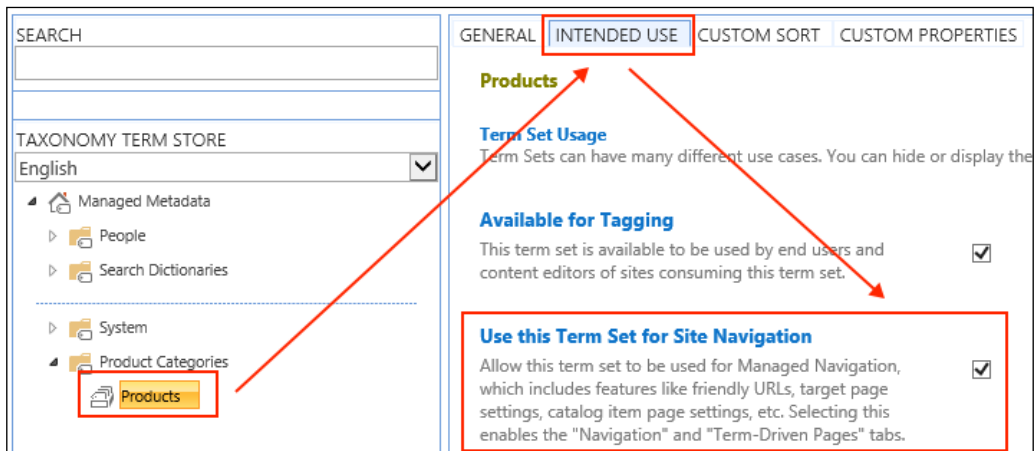 SEARCH
TAXONOMY TERM STORE
English
Managed Metadata
People
Search Dictionaries
System
Product Categories
Products
GENERAL INTENDED USE CUSTOM SORT CUSTOM PROPERTIES
Products
Term Set Usage
Term Sets can have many different use cases. You can hide or display the
Available for Tagging
This term set is available to be used by end users and
content editors of sites consuming this term set.
Use this Term Set for Site Navigation
Allow this term set to be used for Managed Navigation,
which includes features like friendly URLs, target page
settings, catalog item page settings, etc. Selecting this
enables the "Navigation" and "Term-Driven Pages" tabs.